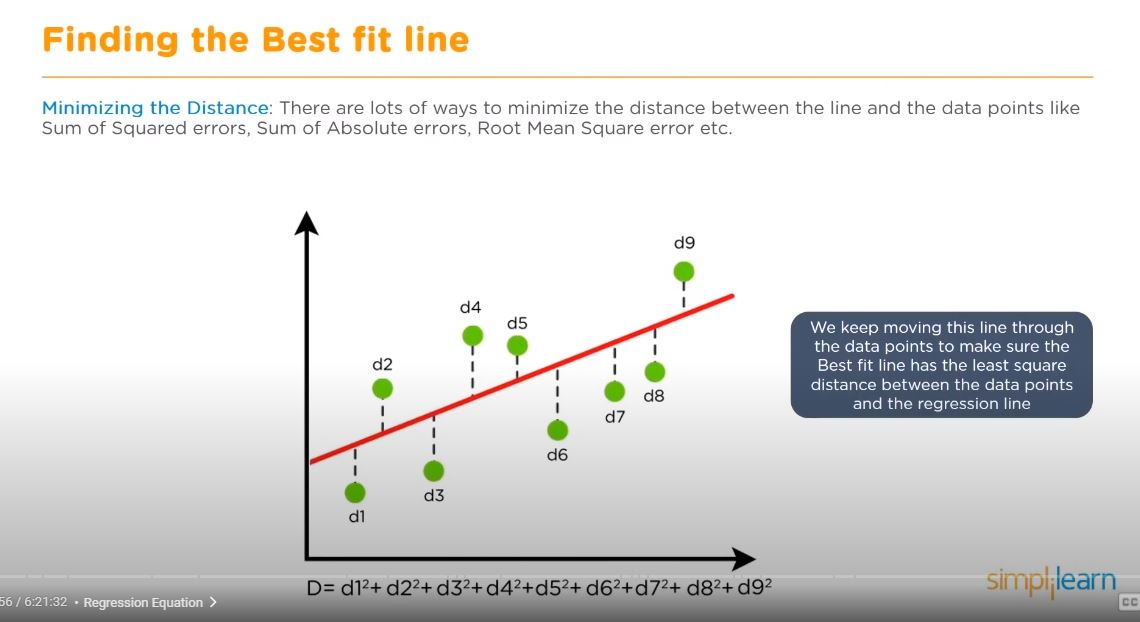 Finding the Best fit line
Minimizing the Distance: There are lots of ways to minimize the distance between the line and the data points like
Sum of Squared errors, Sum of Absolute errors, Root Mean Square error etc.
d9
d4
d5
d2
d8
d7
d6
d3
d1
We keep moving this line through
the data points to make sure the
Best fit line has the least square
distance between the data points
and the regression line
D= d1²+ d2²+ d3²+ d4²+d5²+ d6²+d7²+ d8²+ d9²
simplilearn
56 / 6:21:32 • Regression Equation >
CC